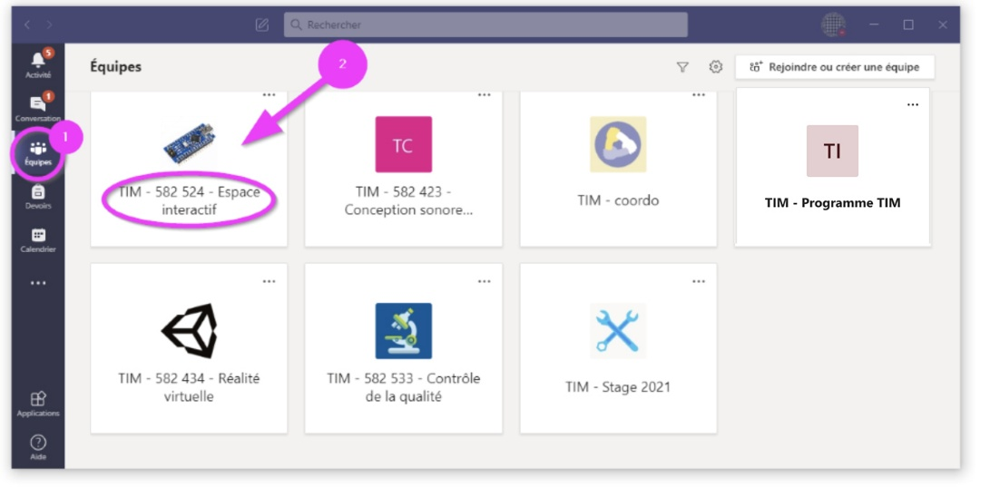 Rechercher
5
Activité
1
Conversation
1
Équipes
Devoirs
Calendrier
Applications
Aide
Équipes
2
Rejoindre ou créer une équipe
TIM - 582 524 - Espace
interactif
TC
TIM - 582 423 -
Conception sonore...
TIM - coordo
TI
TIM - Programme TIM
TIM - 582 434 - Réalité
virtuelle
TIM - 582 533 - Contrôle
de la qualité
TIM - Stage 2021